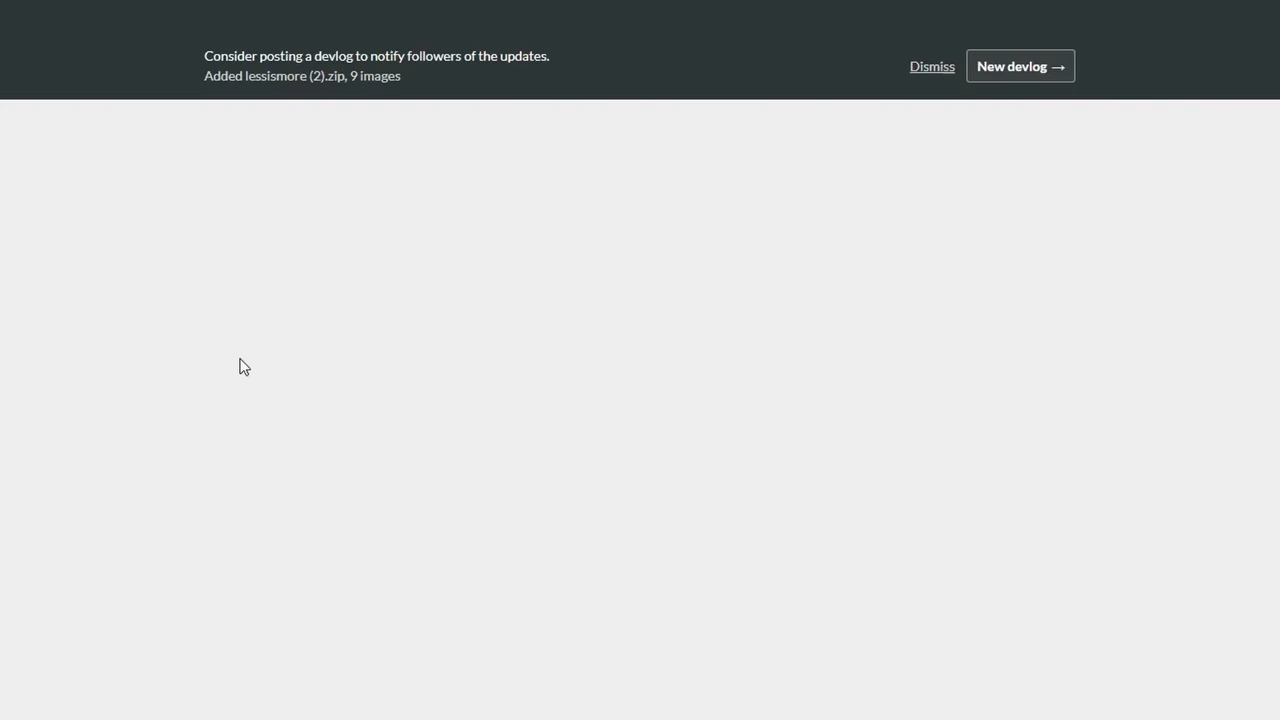 Consider posting a devlog to notify followers of the updates.
Added lessismore (2).zip, 9 images
Dismiss
New devlog →